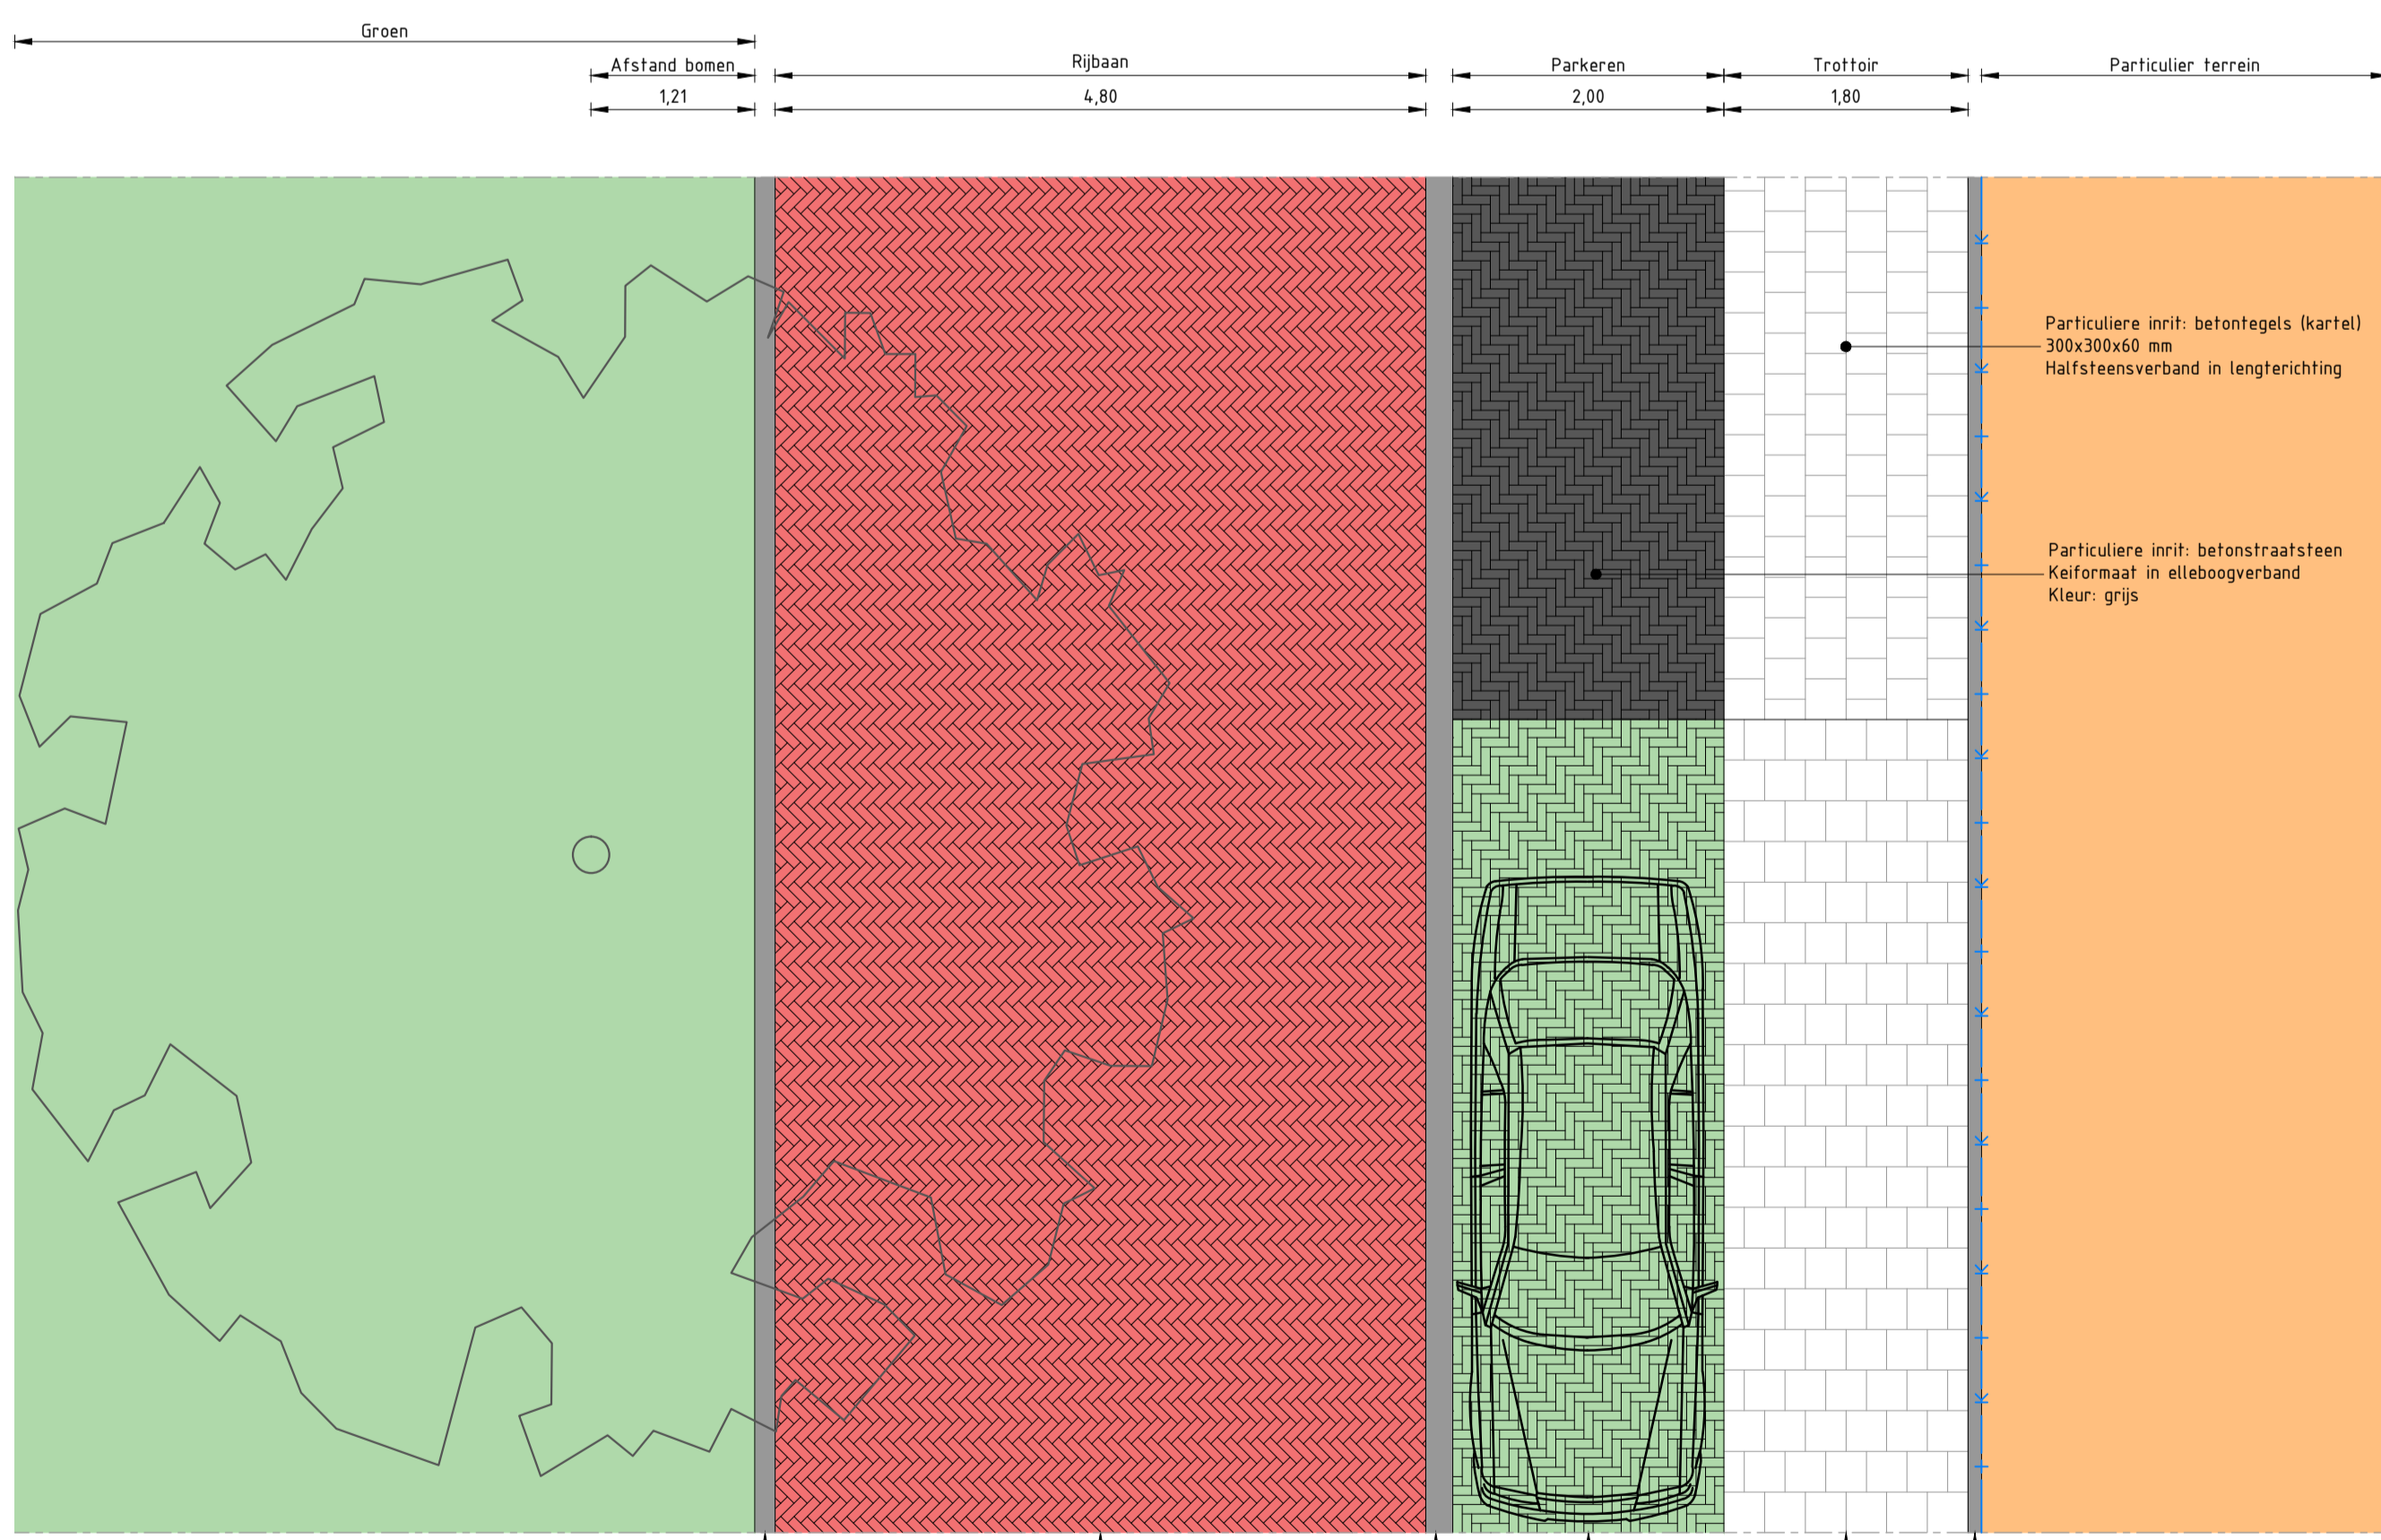 Groen
Afstand bomen
Rijbaan
Parkeren
Trottoir
Particulier terrein
1,21
4,80
2,00
1,80
Particuliere inrit: betontegels (kartel)
300x300x60 mm
Halfsteensverband in lengterichting
Particuliere inrit: betonstraatsteen
Keiformaat in elleboogverband
Kleur: grijs